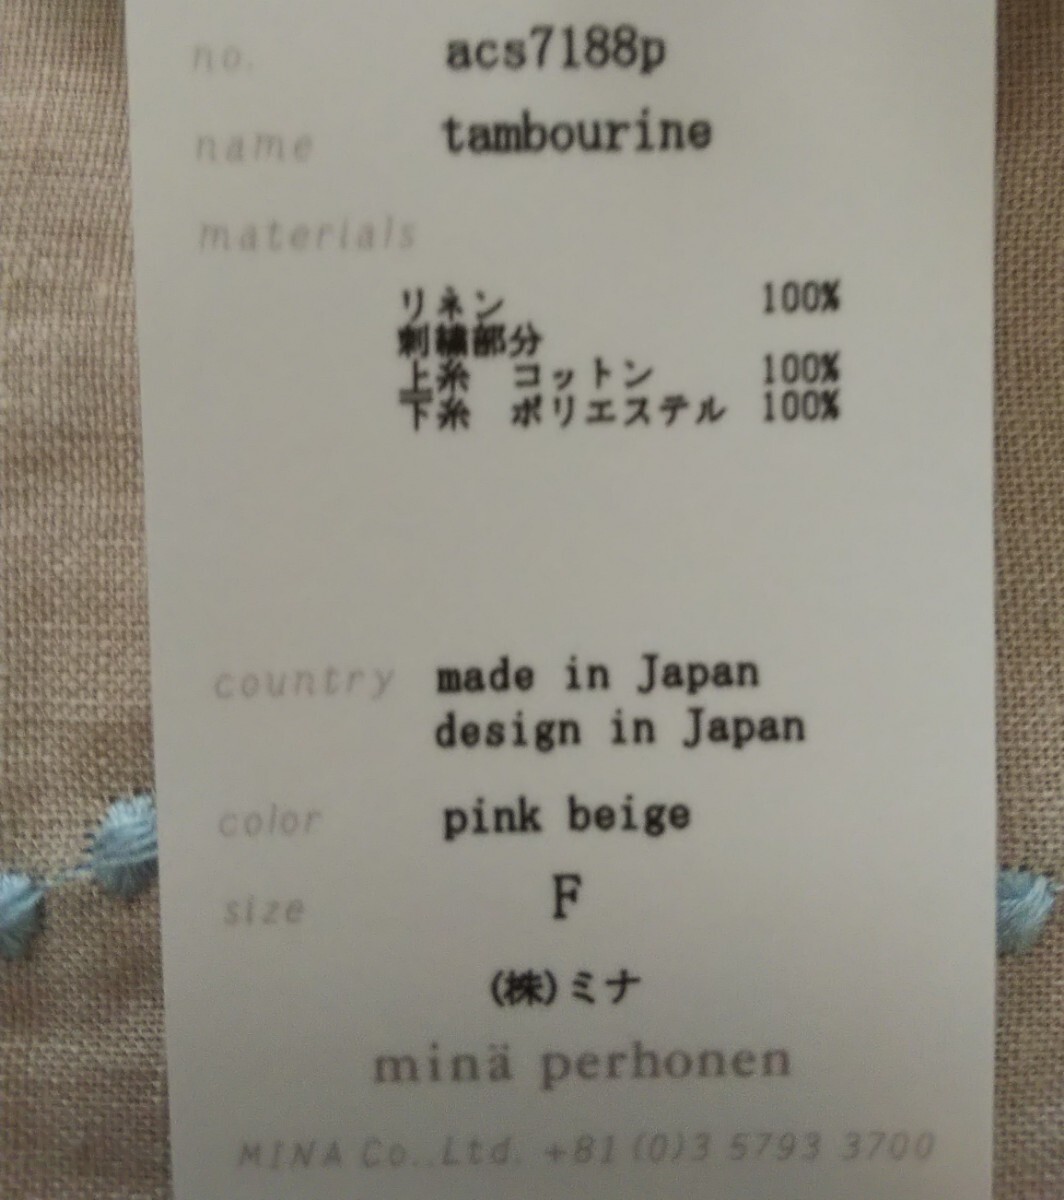 no. acs7188p
name tambourine
materials
リネン 100%
刺繍部分
上糸 コットン 100%
下糸 ポリエステル 100%
country made in Japan
design in Japan
color pink beige
size F
(株)ミナ
minä perhonen
MINA Co.,Ltd. +81(0)3 5793 3700